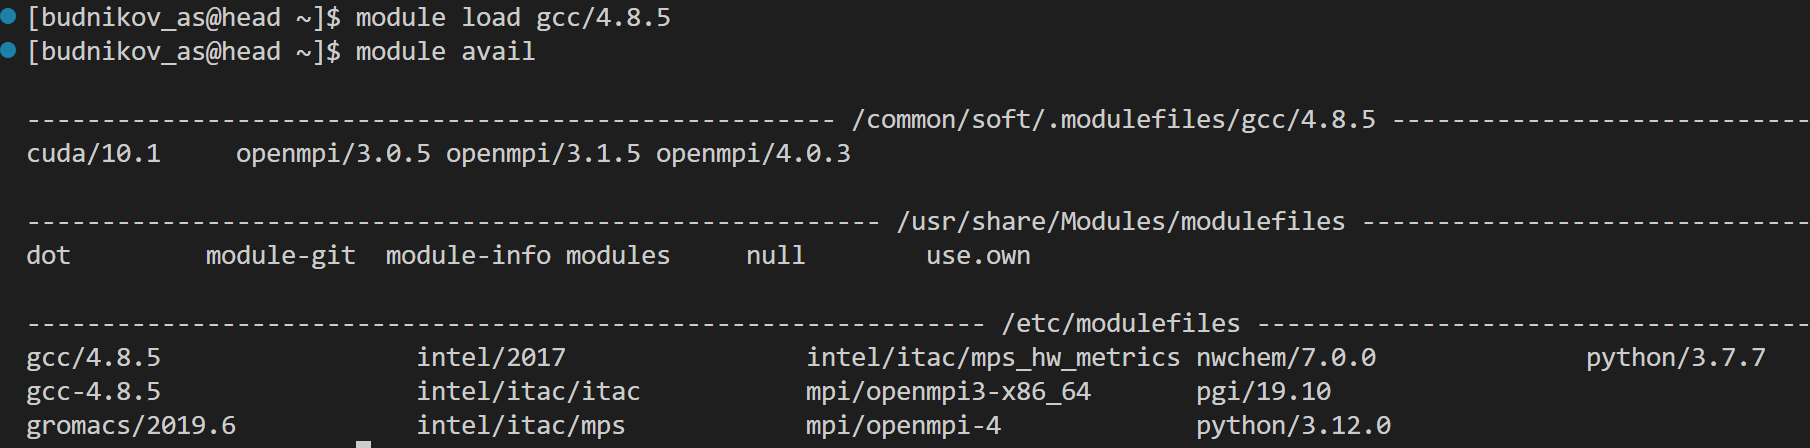 [budnikov_as@head ~]$ module load gcc/4.8.5
[budnikov_as@head ~]$ module avail
------------------------------------------------------ /common/soft/.modulefiles/gcc/4.8.5 ----------------------------
cuda/10.1     openmpi/3.0.5 openmpi/3.1.5 openmpi/4.0.3
--------------------------------------------------------- /usr/share/Modules/modulefiles ------------------------------
dot         module-git  module-info modules     null        use.own
---------------------------------------------------------------- /etc/modulefiles -------------------------------------
gcc/4.8.5                 intel/2017                intel/itac/mps_hw_metrics nwchem/7.0.0              python/3.7.7
gcc-4.8.5                 intel/itac/itac           mpi/openmpi3-x86_64       pgi/19.10
gromacs/2019.6            intel/itac/mps            mpi/openmpi-4             python/3.12.0